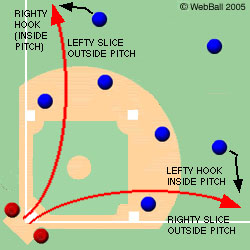 © WebBall 2005
RIGHTY
HOOK
(INSIDE
PITCH)
LEFTY SLICE
OUTSIDE PITCH
LEFTY HOOK
INSIDE PITCH
RIGHTY SLICE
OUTSIDE PITCH